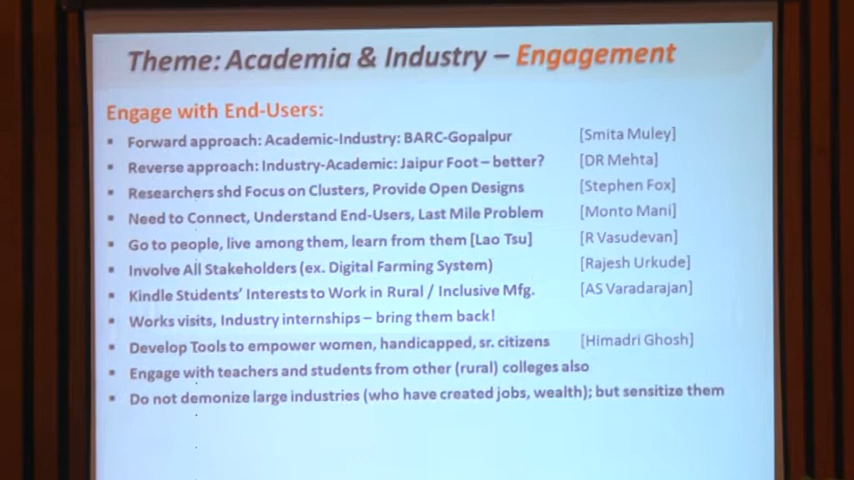 Theme: Academia & Industry – Engagement
Engage with End-Users:
▪ Forward approach: Academic-Industry: BARC-Gopalpur [Smita Muley]
▪ Reverse approach: Industry-Academic: Jaipur Foot – better? [DR Mehta]
▪ Researchers shd Focus on Clusters, Provide Open Designs [Stephen Fox]
▪ Need to Connect, Understand End-Users, Last Mile Problem [Monto Mani]
▪ Go to people, live among them, learn from them [Lao Tsu] [R Vasudevan]
▪ Involve All Stakeholders (ex. Digital Farming System) [Rajesh Urkude]
▪ Kindle Students' Interests to Work in Rural / Inclusive Mfg. [AS Varadarajan]
▪ Works visits, Industry internships – bring them back!
▪ Develop Tools to empower women, handicapped, sr. citizens [Himadri Ghosh]
▪ Engage with teachers and students from other (rural) colleges also
▪ Do not demonize large industries (who have created jobs, wealth); but sensitize them